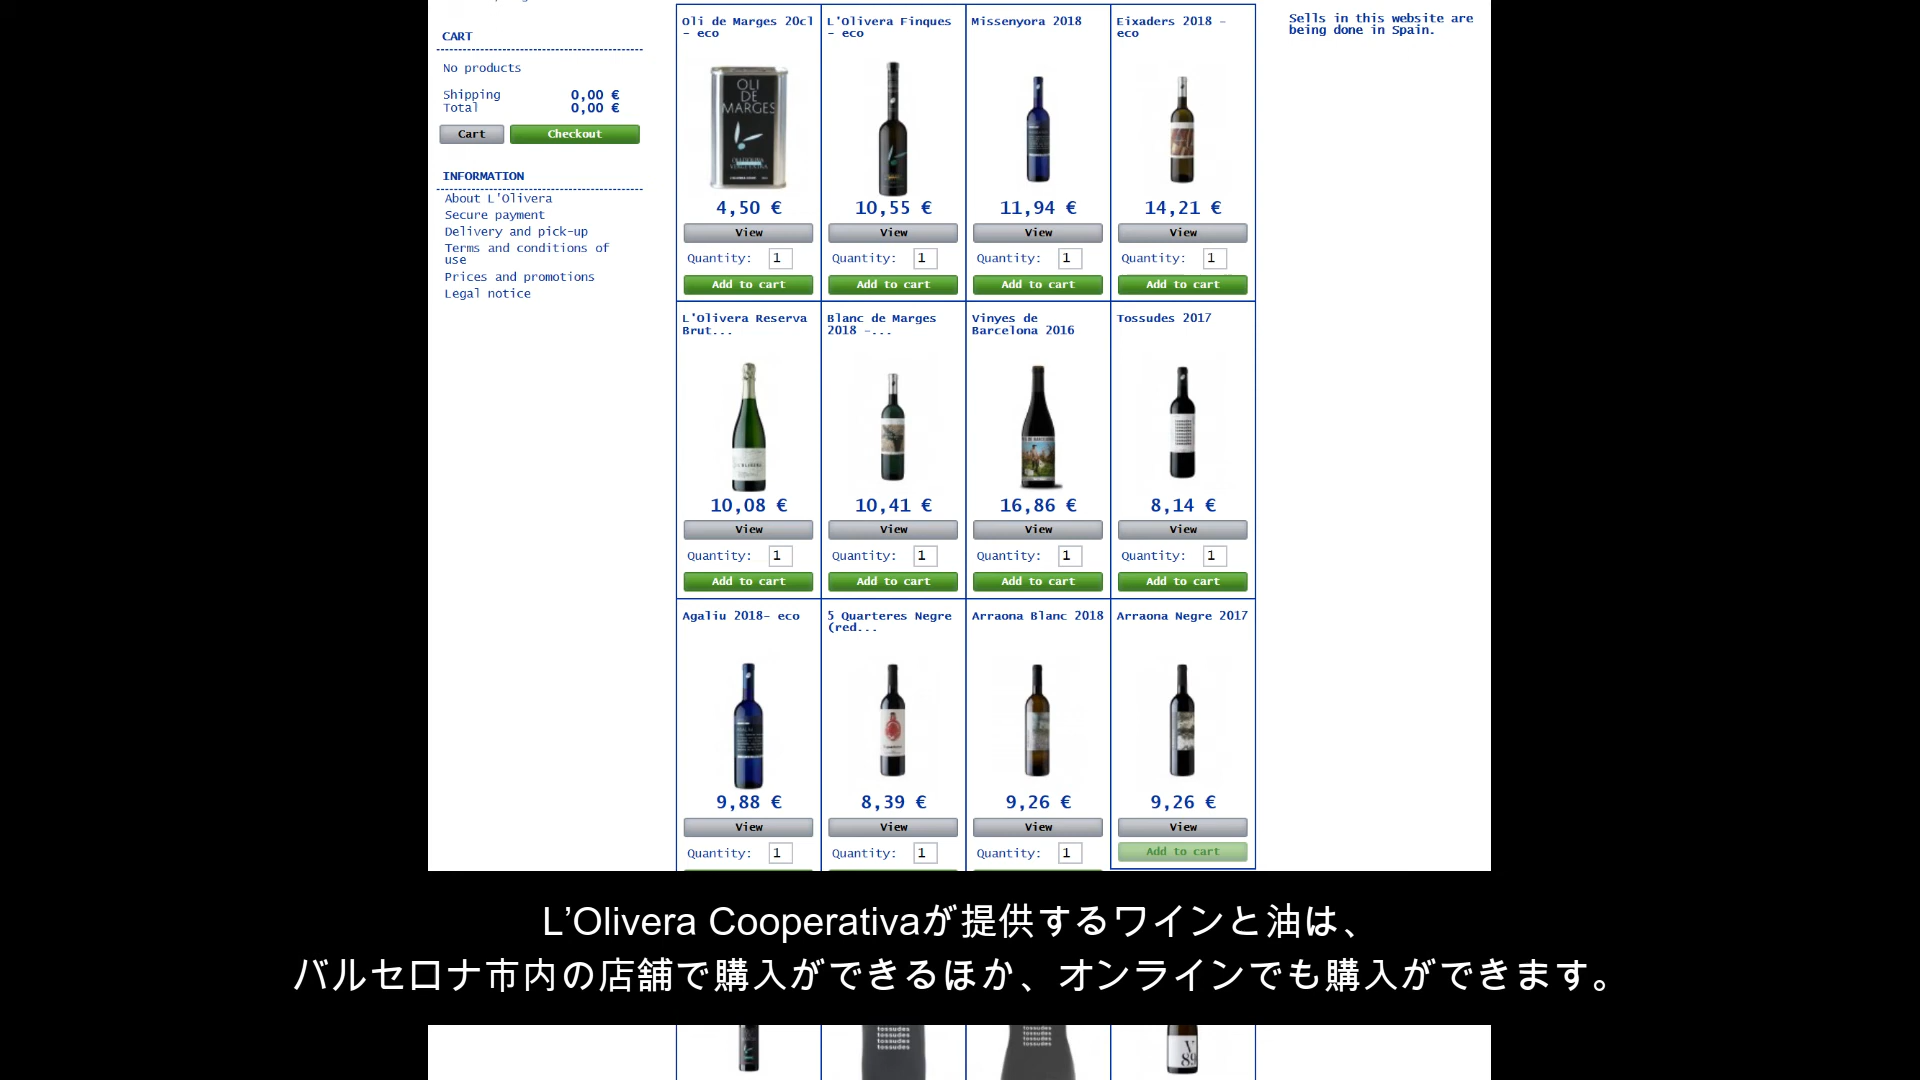 CART
No products
Shipping 0,00 €
Total 0,00 €
Cart Checkout
INFORMATION
About L'Olivera
Secure payment
Delivery and pick-up
Terms and conditions of
use
Prices and promotions
Legal notice
Oli de Marges 20cl
- eco
OLI
DE
MARGES
4,50 €
View
Quantity: 1
Add to cart
L'Olivera Finques
- eco
10,55 €
View
Quantity: 1
Add to cart
Missenyora 2018
11,94 €
View
Quantity: 1
Add to cart
Eixaders 2018 -
eco
14,21 €
View
Quantity: 1
Add to cart
L'Olivera Reserva
Brut...
10,08 €
View
Quantity: 1
Add to cart
Blanc de Marges
2018 -...
10,41 €
View
Quantity: 1
Add to cart
Vinyes de
Barcelona 2016
16,86 €
View
Quantity: 1
Add to cart
Tossudes 2017
8,14 €
View
Quantity: 1
Add to cart
Agaliu 2018- eco
9,88 €
View
Quantity: 1
5 Quarteres Negre
(red...
8,39 €
View
Quantity: 1
Arraona Blanc 2018
9,26 €
View
Quantity: 1
Arraona Negre 2017
9,26 €
View
Add to cart
Sells in this website are
being done in Spain.
L’Olivera Cooperativaが提供するワインと油は、
バルセロナ市内の店舗で購入ができるほか、オンラインでも購入ができます。
tossudes
tossudes
tossudes
tossudes
tossudes
tossudes
V
89